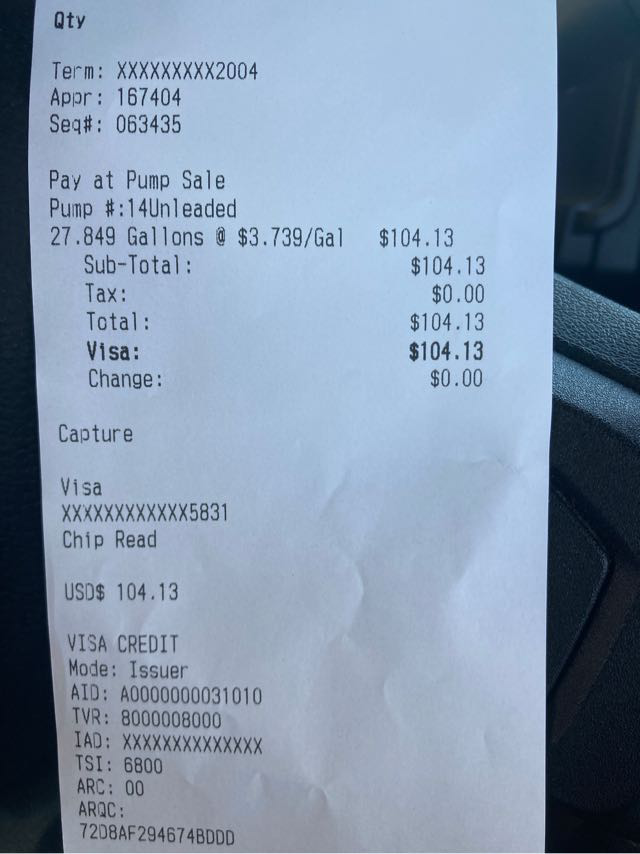 Qty
Term: XXXXXXXXX2004
Appr: 167404
Seq#: 063435
Pay at Pump Sale
Pump #:14Unleaded
27.849 Gallons @ $3.739/Gal $104.13
Sub-Total: $104.13
Tax: $0.00
Total: $104.13
Visa: $104.13
Change: $0.00
Capture
Visa
XXXXXXXXXXXX5831
Chip Read
USD$ 104.13
VISA CREDIT
Mode: Issuer
AID: A0000000031010
TVR: 8000008000
IAD: XXXXXXXXXXXXXX
TSI: 6800
ARC: 00
ARQC:
72D8AF294674BDDD